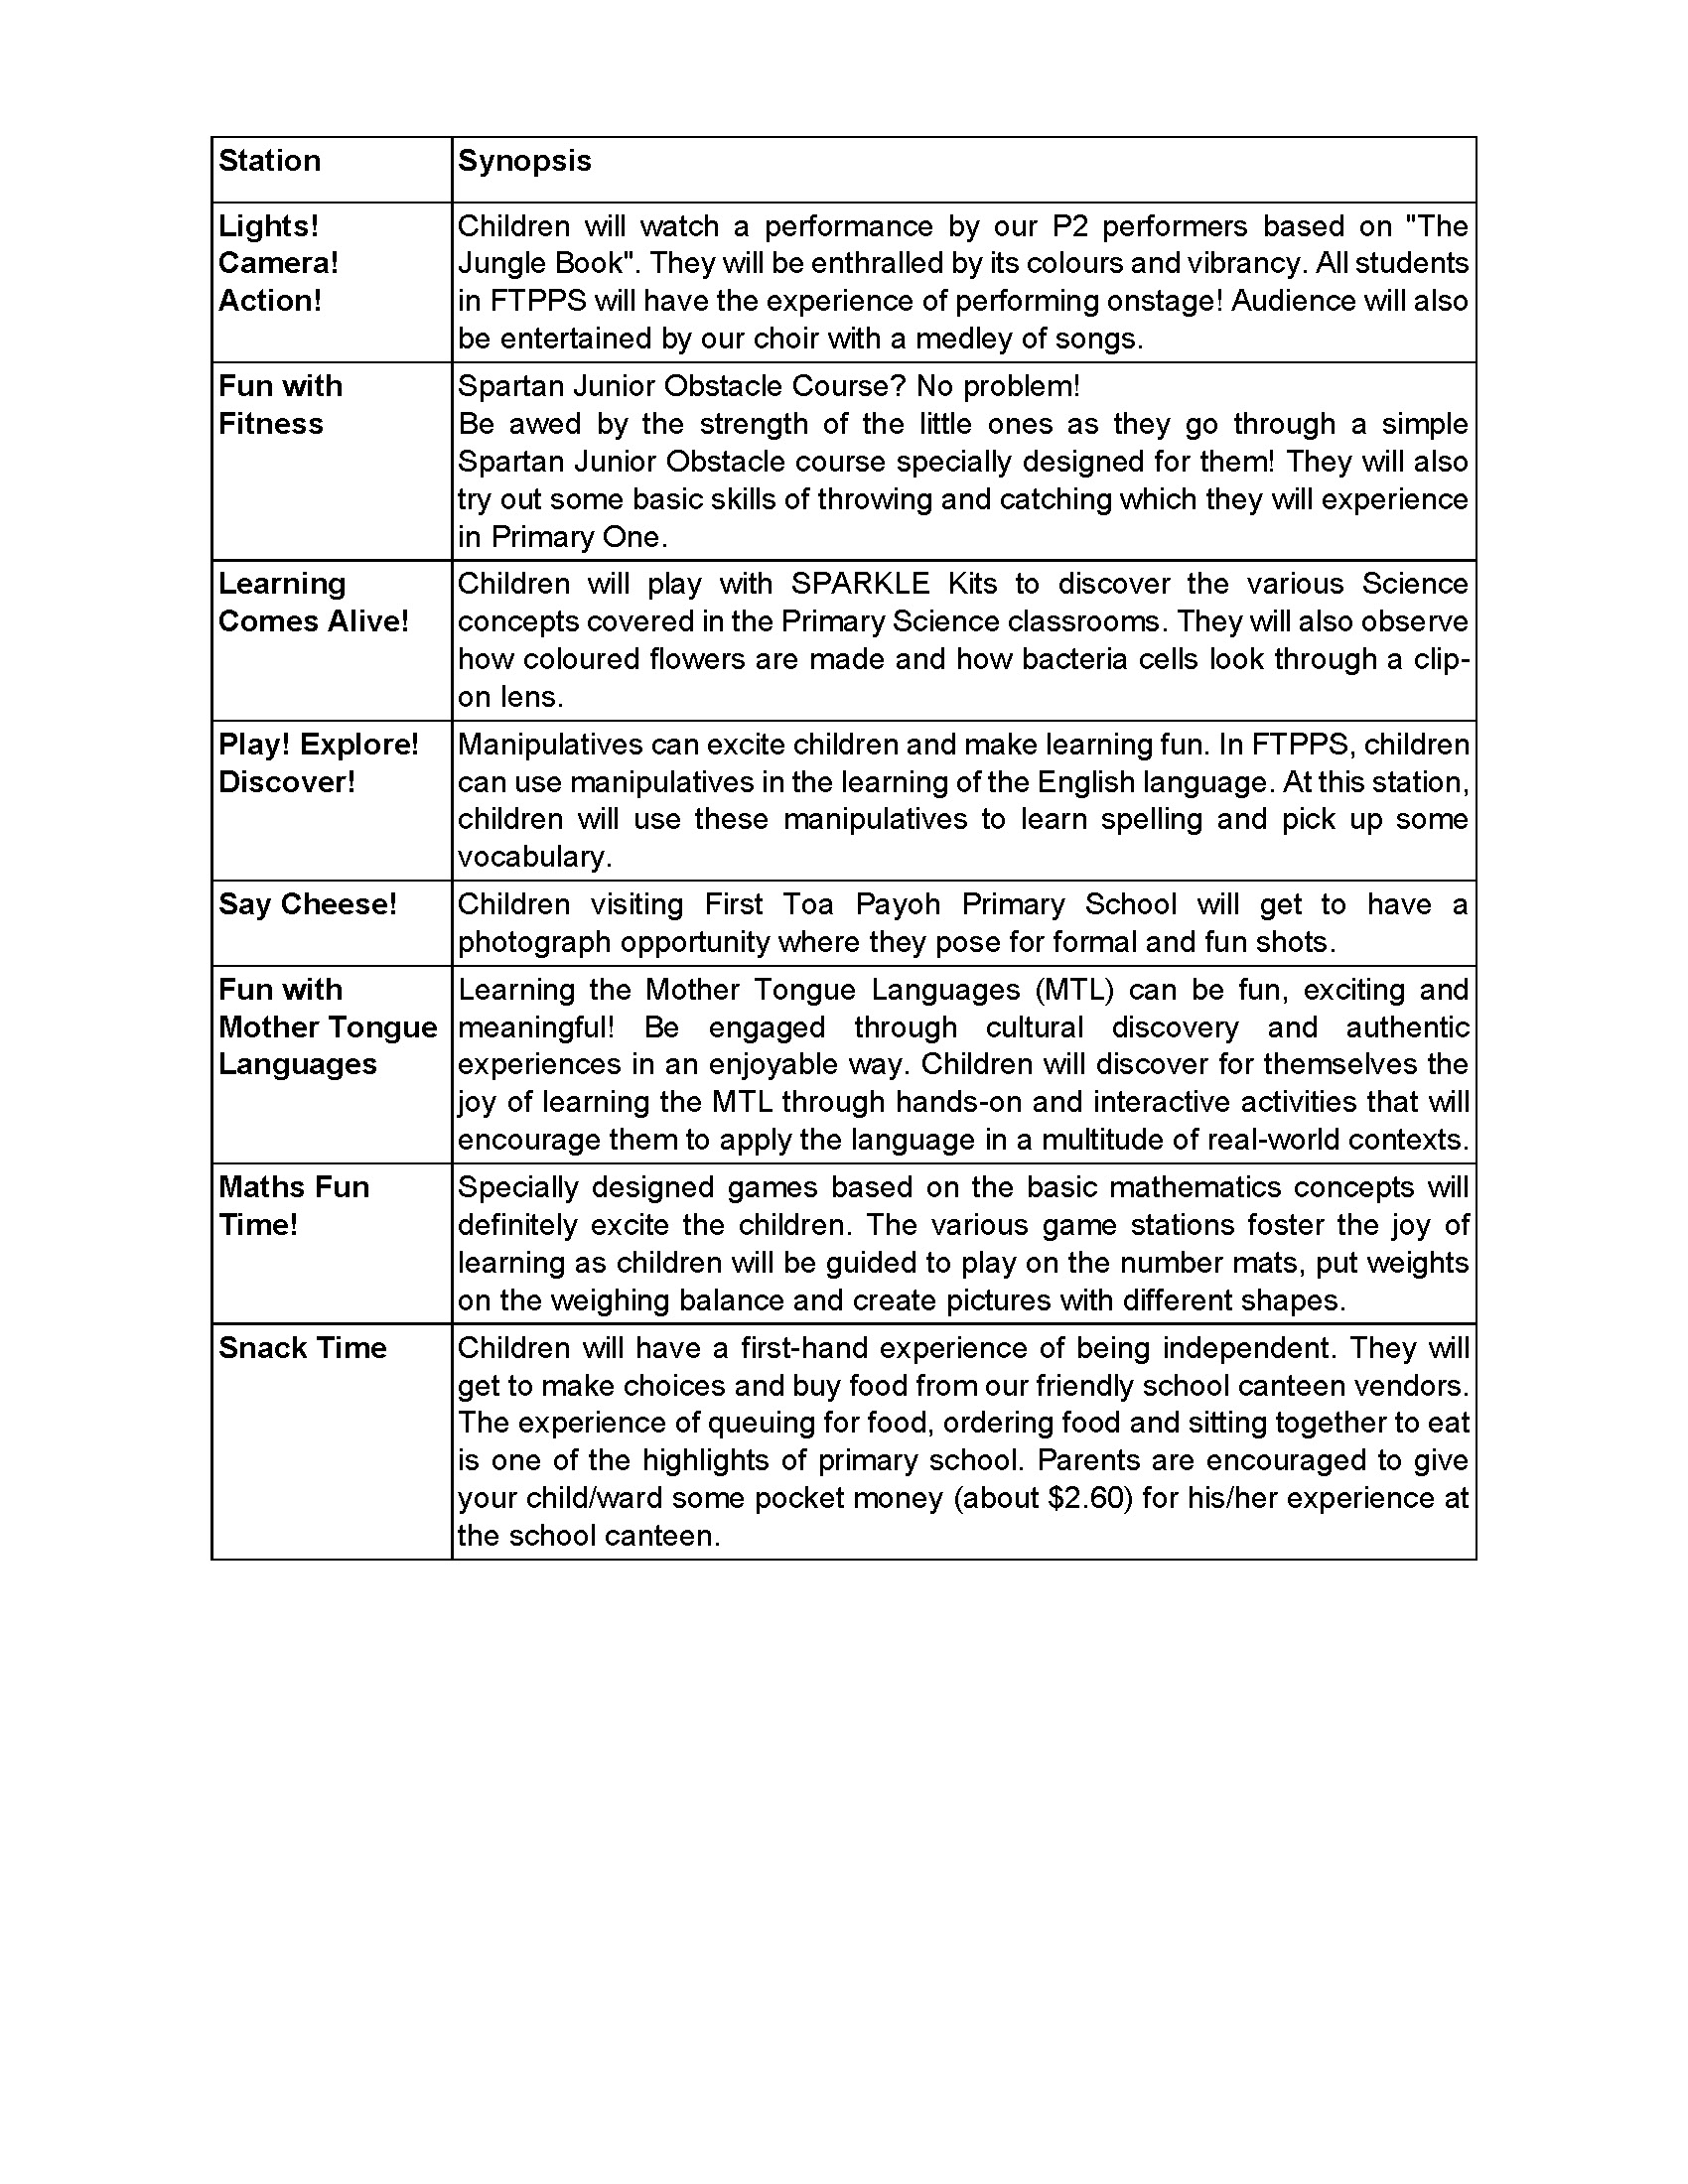 Station
Synopsis
Lights!
Camera!
Action!
Children will watch a performance by our P2 performers based on "The
Jungle Book". They will be enthralled by its colours and vibrancy. All students
in FTPPS will have the experience of performing onstage! Audience will also
be entertained by our choir with a medley of songs.
Fun with
Fitness
Spartan Junior Obstacle Course? No problem!
Be awed by the strength of the little ones as they go through a simple
Spartan Junior Obstacle course specially designed for them! They will also
try out some basic skills of throwing and catching which they will experience
in Primary One.
Learning
Comes Alive!
Children will play with SPARKLE Kits to discover the various Science
concepts covered in the Primary Science classrooms. They will also observe
how coloured flowers are made and how bacteria cells look through a clip-
on lens.
Play! Explore!
Discover!
Manipulatives can excite children and make learning fun. In FTPPS, children
can use manipulatives in the learning of the English language. At this station,
children will use these manipulatives to learn spelling and pick up some
vocabulary.
Say Cheese!
Children visiting First Toa Payoh Primary School will get to have a
photograph opportunity where they pose for formal and fun shots.
Fun with
Mother Tongue
Languages
Learning the Mother Tongue Languages (MTL) can be fun, exciting and
meaningful! Be engaged through cultural discovery and authentic
experiences in an enjoyable way. Children will discover for themselves the
joy of learning the MTL through hands-on and interactive activities that will
encourage them to apply the language in a multitude of real-world contexts.
Maths Fun
Time!
Specially designed games based on the basic mathematics concepts will
definitely excite the children. The various game stations foster the joy of
learning as children will be guided to play on the number mats, put weights
on the weighing balance and create pictures with different shapes.
Snack Time
Children will have a first-hand experience of being independent. They will
get to make choices and buy food from our friendly school canteen vendors.
The experience of queuing for food, ordering food and sitting together to eat
is one of the highlights of primary school. Parents are encouraged to give
your child/ward some pocket money (about $2.60) for his/her experience at
the school canteen.